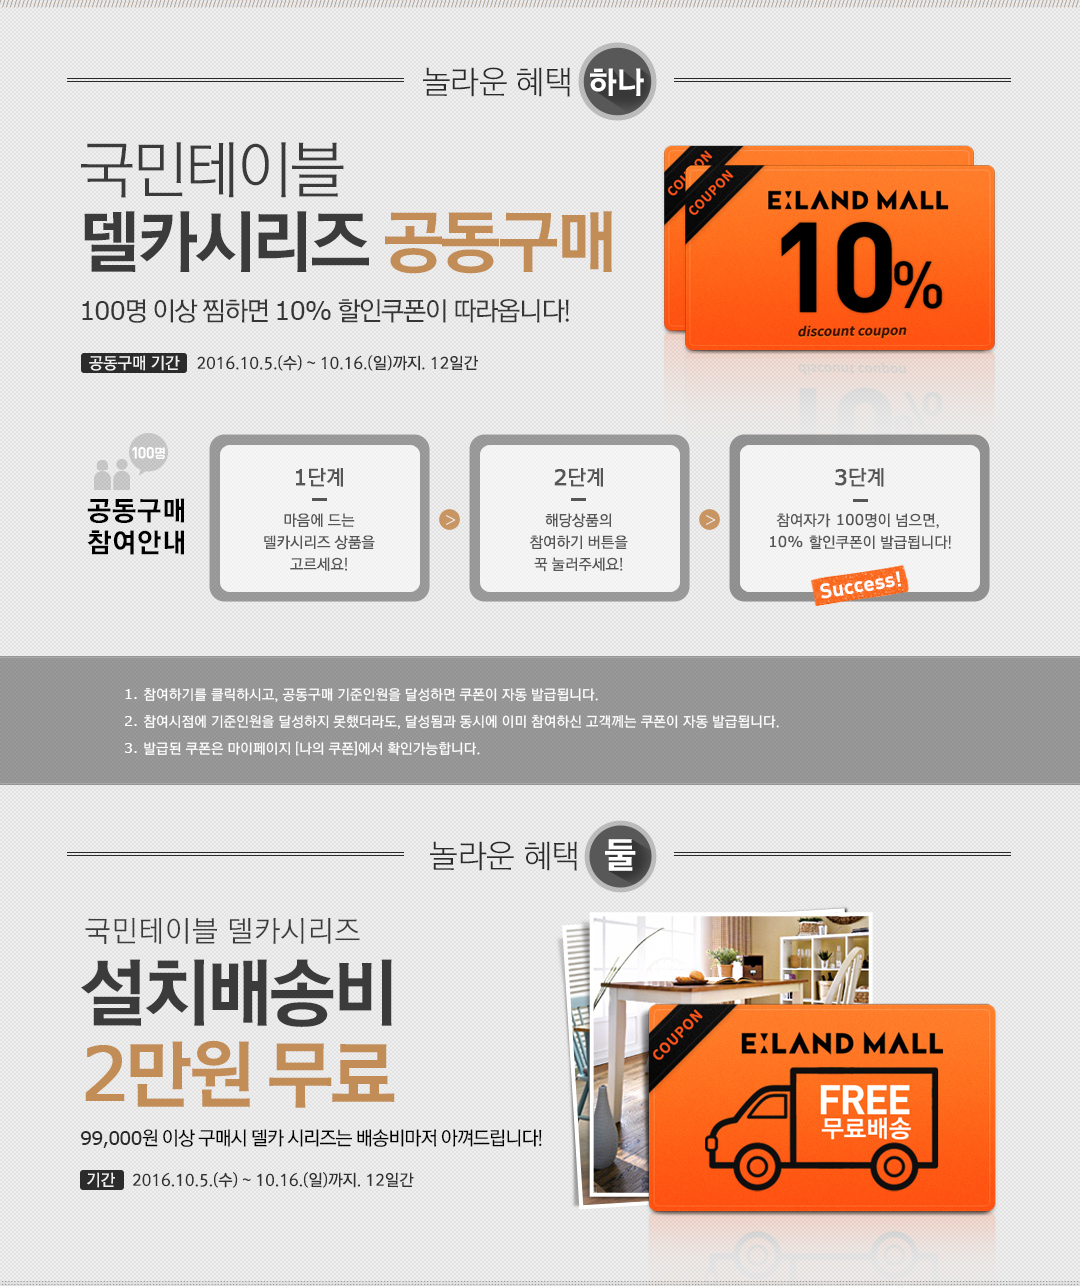 놀라운 혜택 하나
국민테이블
델카시리즈 공동구매
100명 이상 찜하면 10% 할인쿠폰이 따라옵니다!
공동구매 기간 2016.10.5.(수) ~ 10.16.(일)까지. 12일간
COUPON
COUPON
E:LAND MALL
10%
discount coupon
100명
공동구매
참여안내
1단계
마음에 드는
델카시리즈 상품을
고르세요!
>
2단계
해당상품의
참여하기 버튼을
꾹 눌러주세요!
>
3단계
참여자가 100명이 넘으면,
10% 할인쿠폰이 발급됩니다!
Success!
1. 참여하기를 클릭하시고, 공동구매 기준인원을 달성하면 쿠폰이 자동 발급됩니다.
2. 참여시점에 기준인원을 달성하지 못했더라도, 달성됨과 동시에 이미 참여하신 고객께는 쿠폰이 자동 발급됩니다.
3. 발급된 쿠폰은 마이페이지 [나의 쿠폰]에서 확인가능합니다.
놀라운 혜택 둘
국민테이블 델카시리즈
설치배송비
2만원 무료
99,000원 이상 구매시 델카 시리즈는 배송비마저 아껴드립니다!
기간 2016.10.5.(수) ~ 10.16.(일)까지. 12일간
COUPON
E:LAND MALL
FREE
무료배송